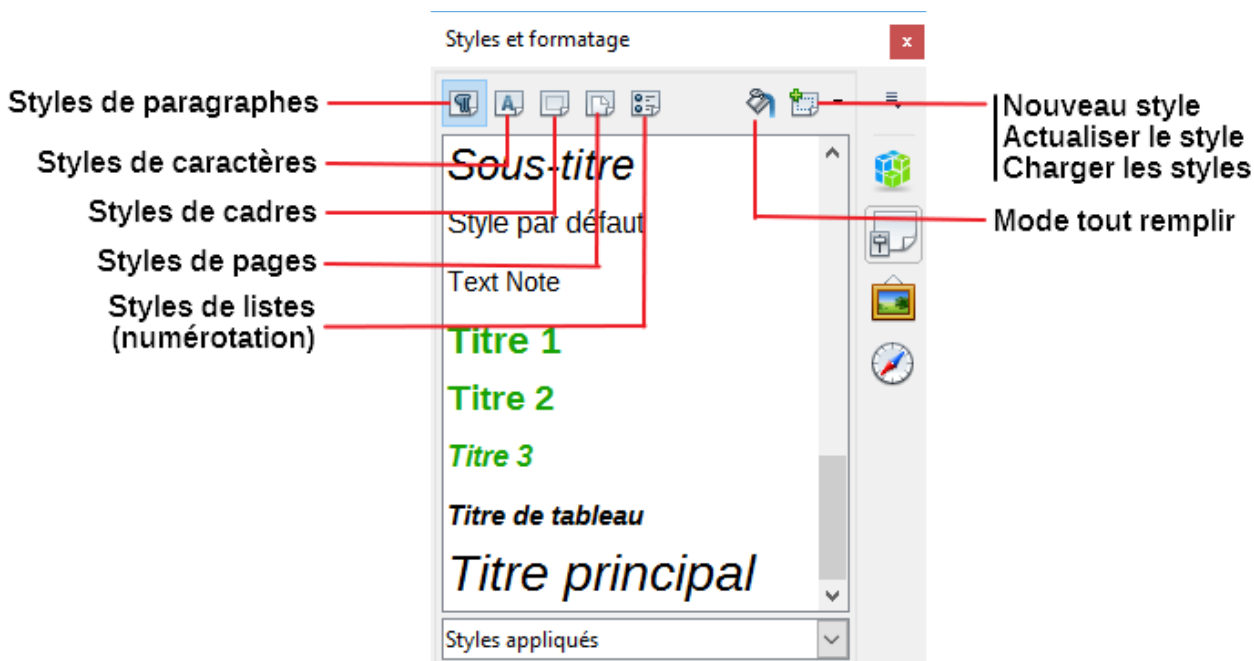 Styles et formatage
x
Styles de paragraphes
Styles de caractères
Styles de cadres
Styles de pages
Styles de listes
(numérotation)
Nouveau style
Actualiser le style
Charger les styles
Mode tout remplir
Sous-titre
Style par défaut
Text Note
Titre 1
Titre 2
Titre 3
Titre de tableau
Titre principal
Styles appliqués